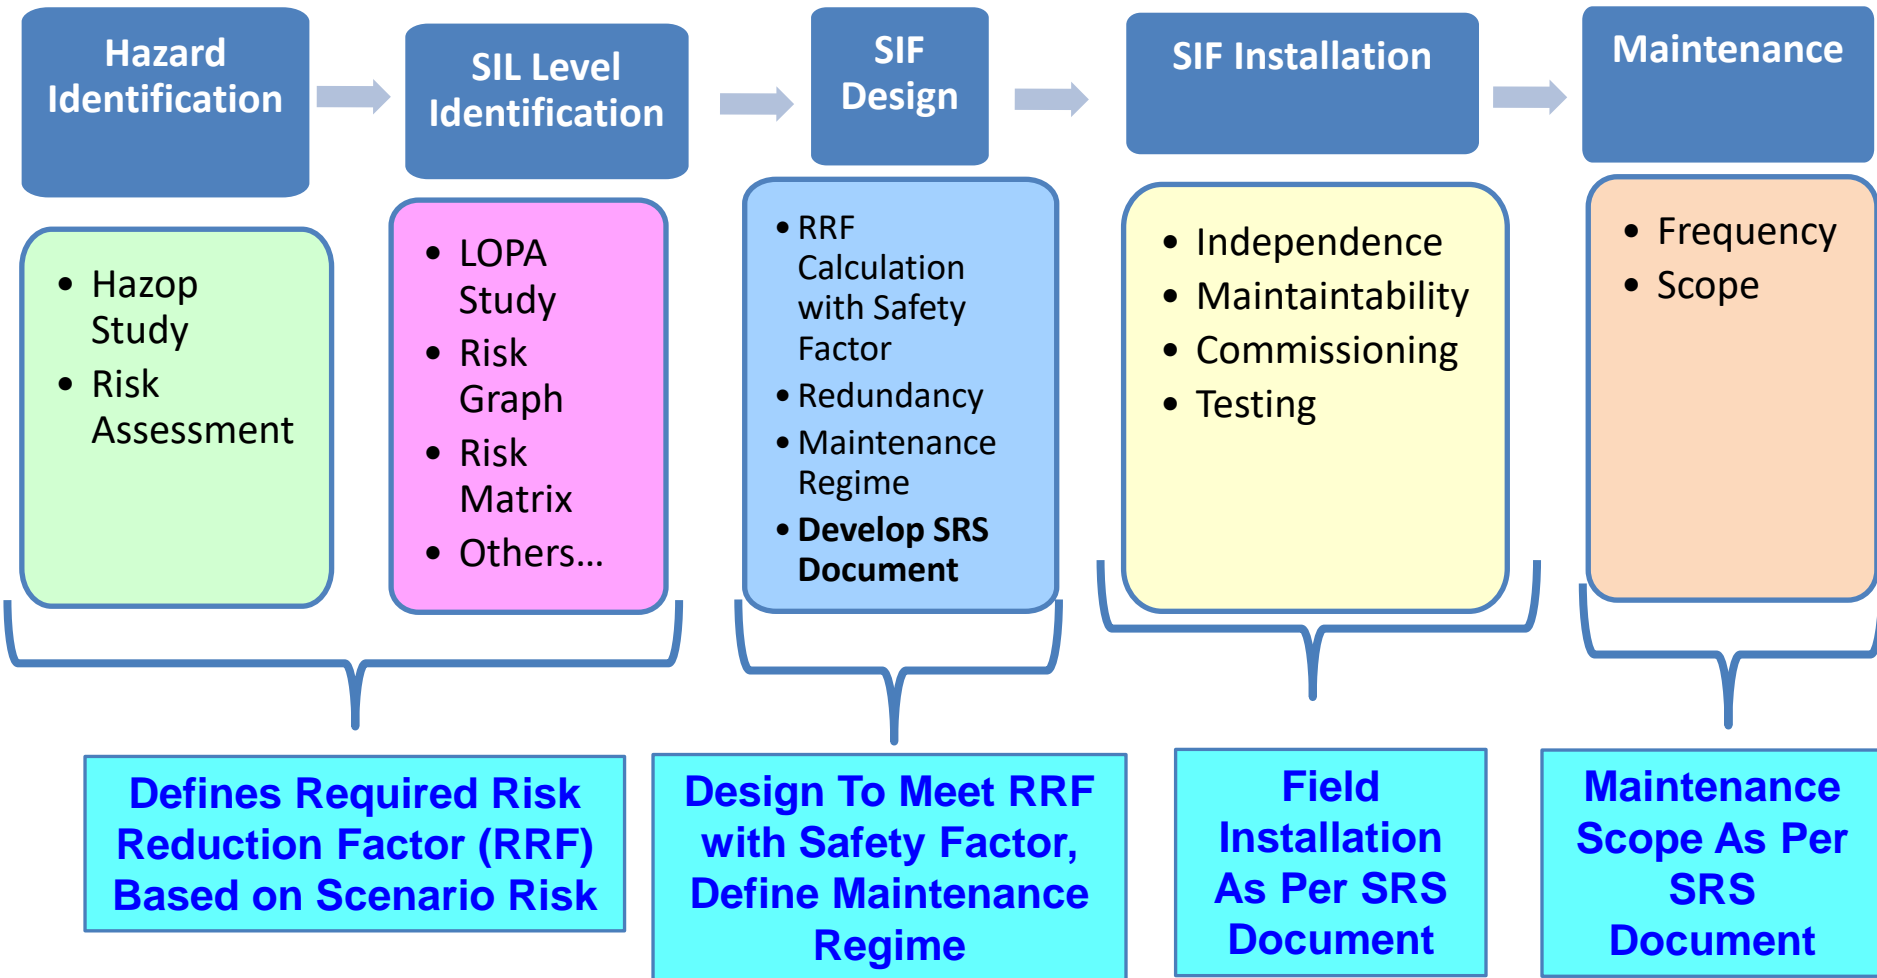 Hazard
Identification
SIL Level
Identification
SIF
Design
SIF Installation
Maintenance
• Hazop
Study
• Risk
Assessment
• LOPA
Study
• Risk
Graph
• Risk
Matrix
• Others...
• RRF
Calculation
with Safety
Factor
• Redundancy
• Maintenance
Regime
• Develop SRS
Document
• Independence
• Maintaintability
• Commissioning
• Testing
• Frequency
• Scope
Defines Required Risk
Reduction Factor (RRF)
Based on Scenario Risk
Design To Meet RRF
with Safety Factor,
Define Maintenance
Regime
Field
Installation
As Per SRS
Document
Maintenance
Scope As Per
SRS
Document